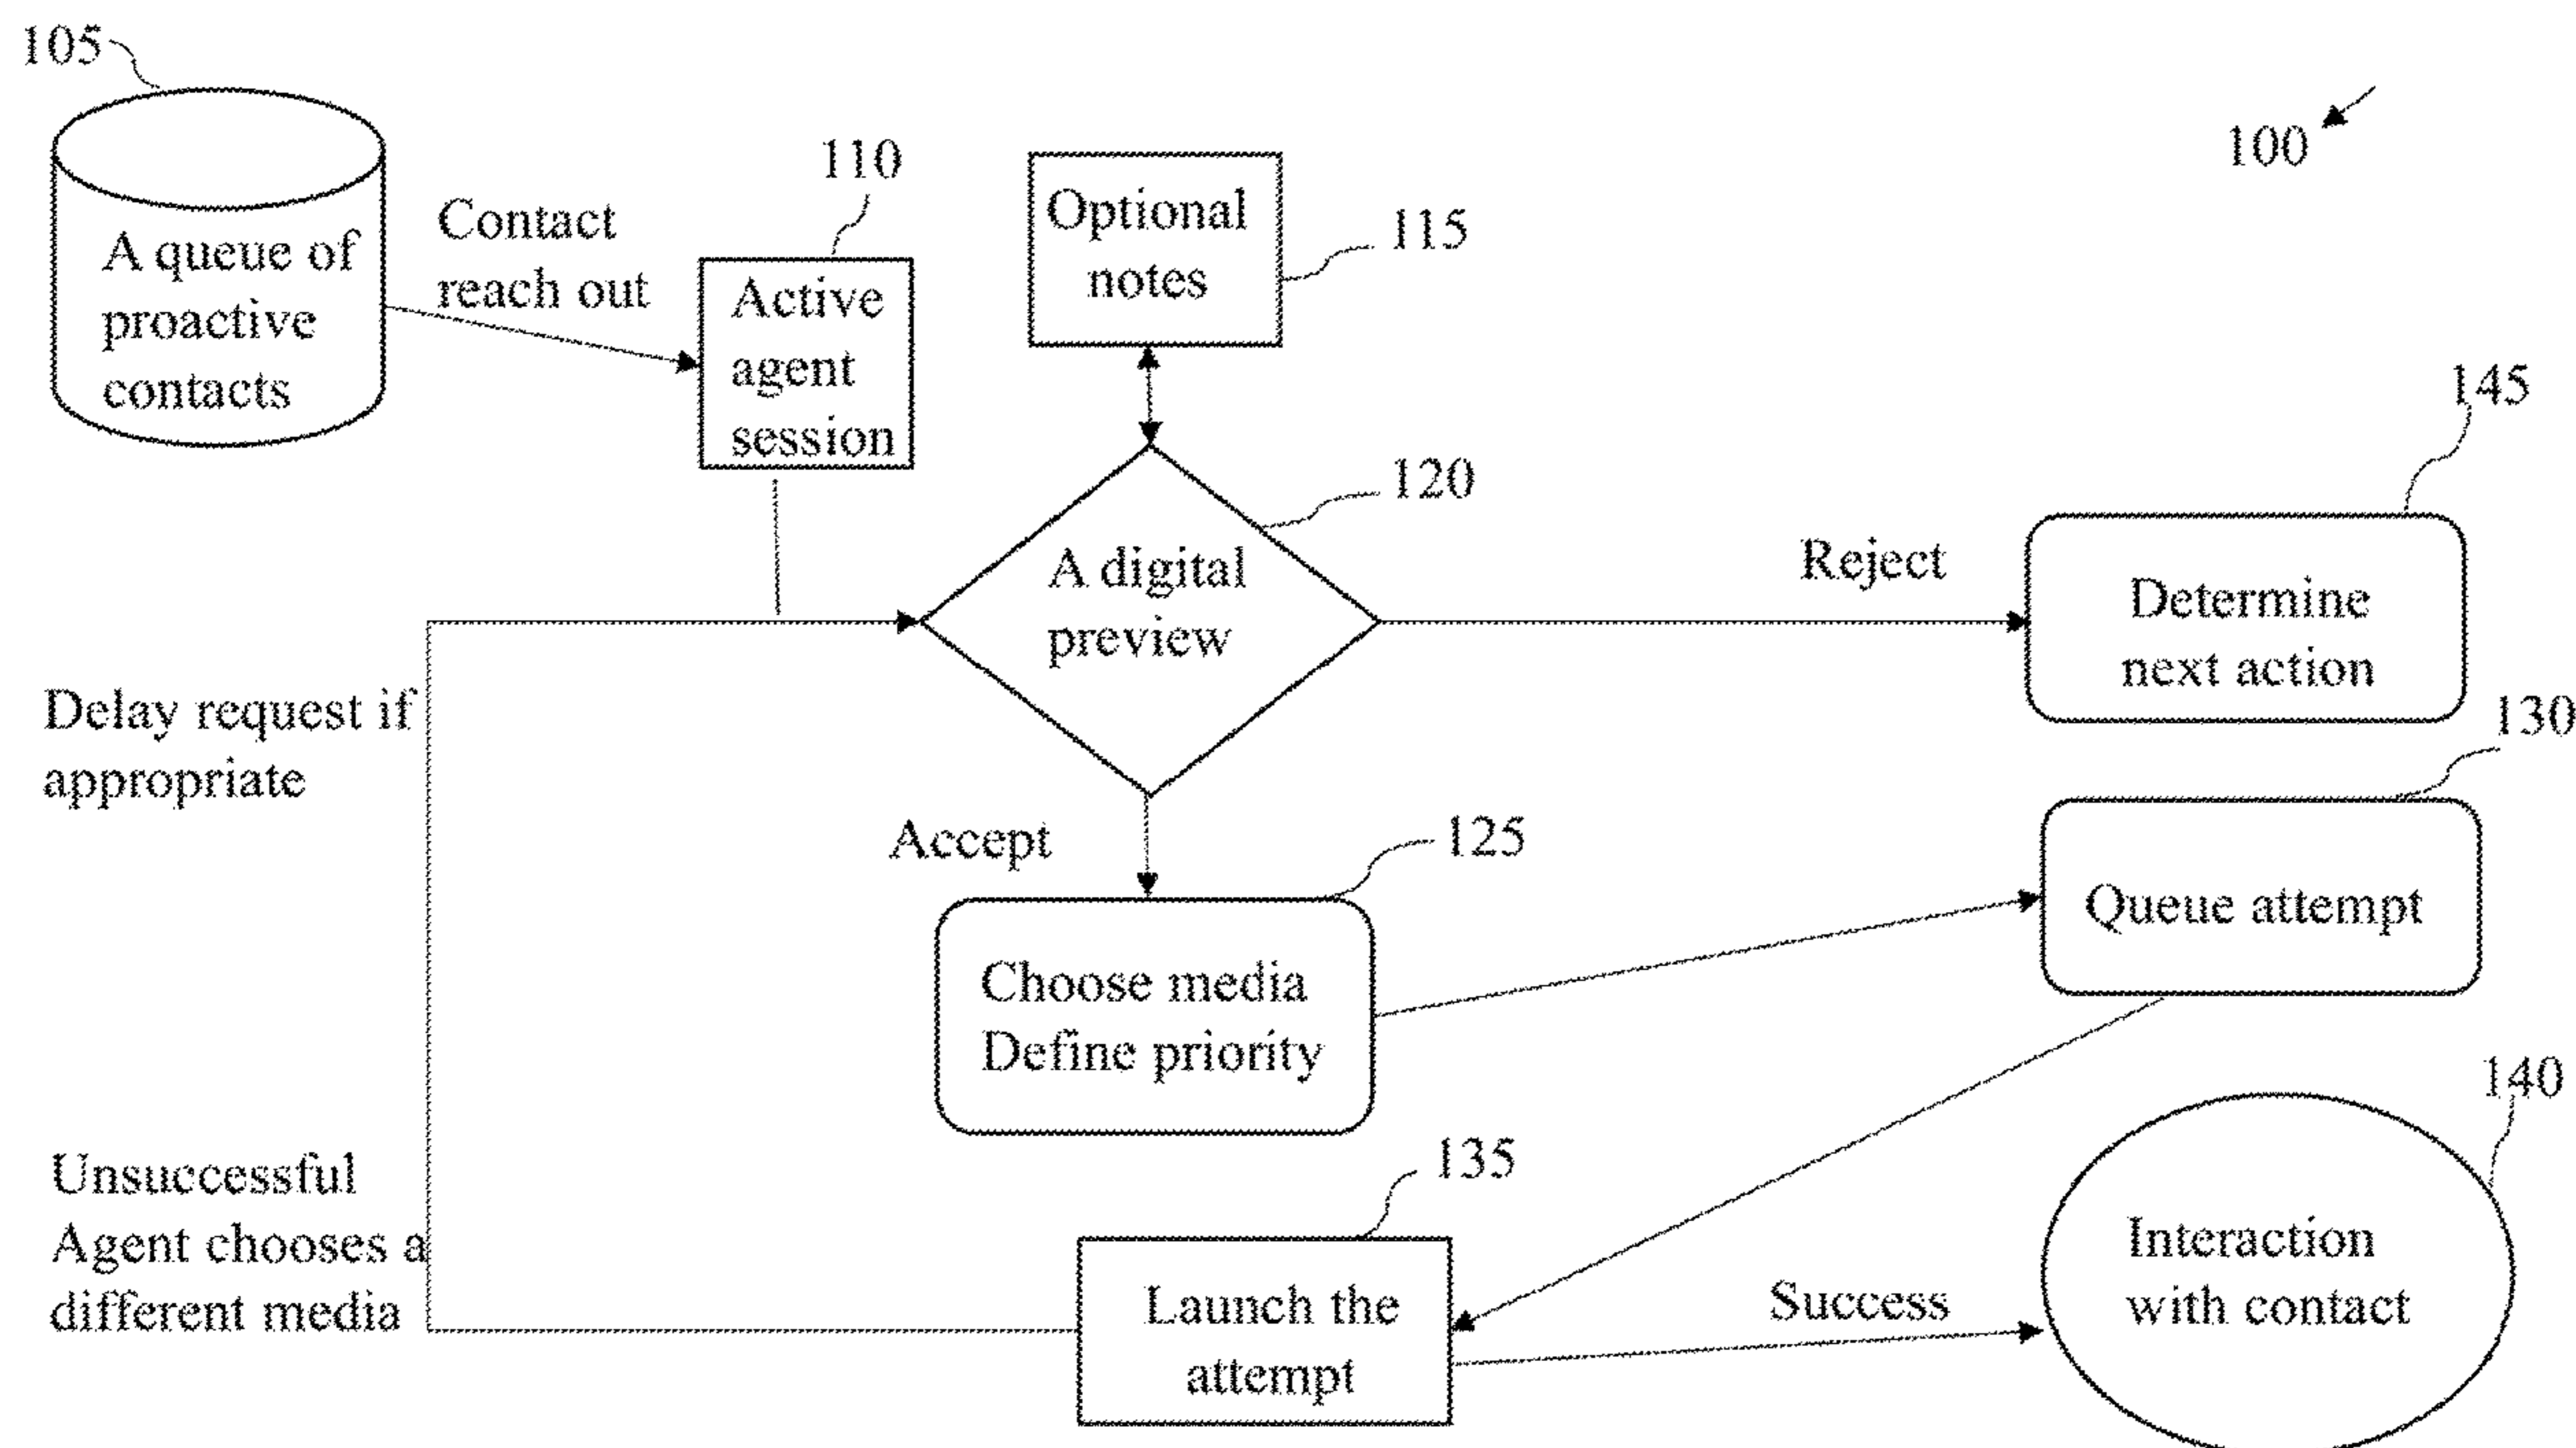 105
100
A queue of
proactive
contacts
Contact
reach out
110
Active
agent
session
Optional
notes
115
120
A digital
preview
Reject
145
Determine
next action
Delay request if
appropriate
Accept
125
Choose media
Define priority
130
Queue attempt
Unsuccessful
Agent chooses a
different media
135
Launch the
attempt
Success
140
Interaction
with contact